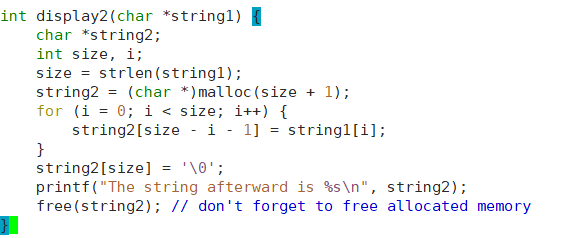 int display2(char *string1) {
    char *string2;
    int size, i;
    size = strlen(string1);
    string2 = (char *)malloc(size + 1);
    for (i = 0; i < size; i++) {
        string2[size - i - 1] = string1[i];
    }
    string2[size] = '\0';
    printf("The string afterward is %s\n", string2);
    free(string2); // don't forget to free allocated memory
}